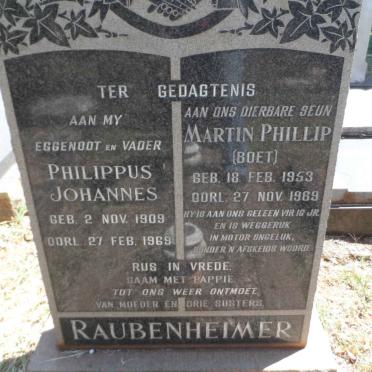 TER GEDAGTENIS
AAN MY
EGGENOOT EN VADER
PHILIPPUS
JOHANNES
GEB. 2 NOV. 1909
OORL. 27 FEB. 1969
AAN ONS DIERBARE SEUN
MARTIN PHILLIP
(BOET)
GEB. 18 FEB. 1953
OORL. 27 NOV. 1969
HY IS AAN ONS GELEEN VIR 16 JR.
EN IS WEGGERUK
IN MOTOR ONGELUK,
SONDER 'N AFSKEIDS WOORD.
RUS IN VREDE.
SAAM MET PAPPIE.
TOT ONS WEER ONTMOET,
VAN MOEDER EN DRIE SUSTERS.
RAUBENHEIMER